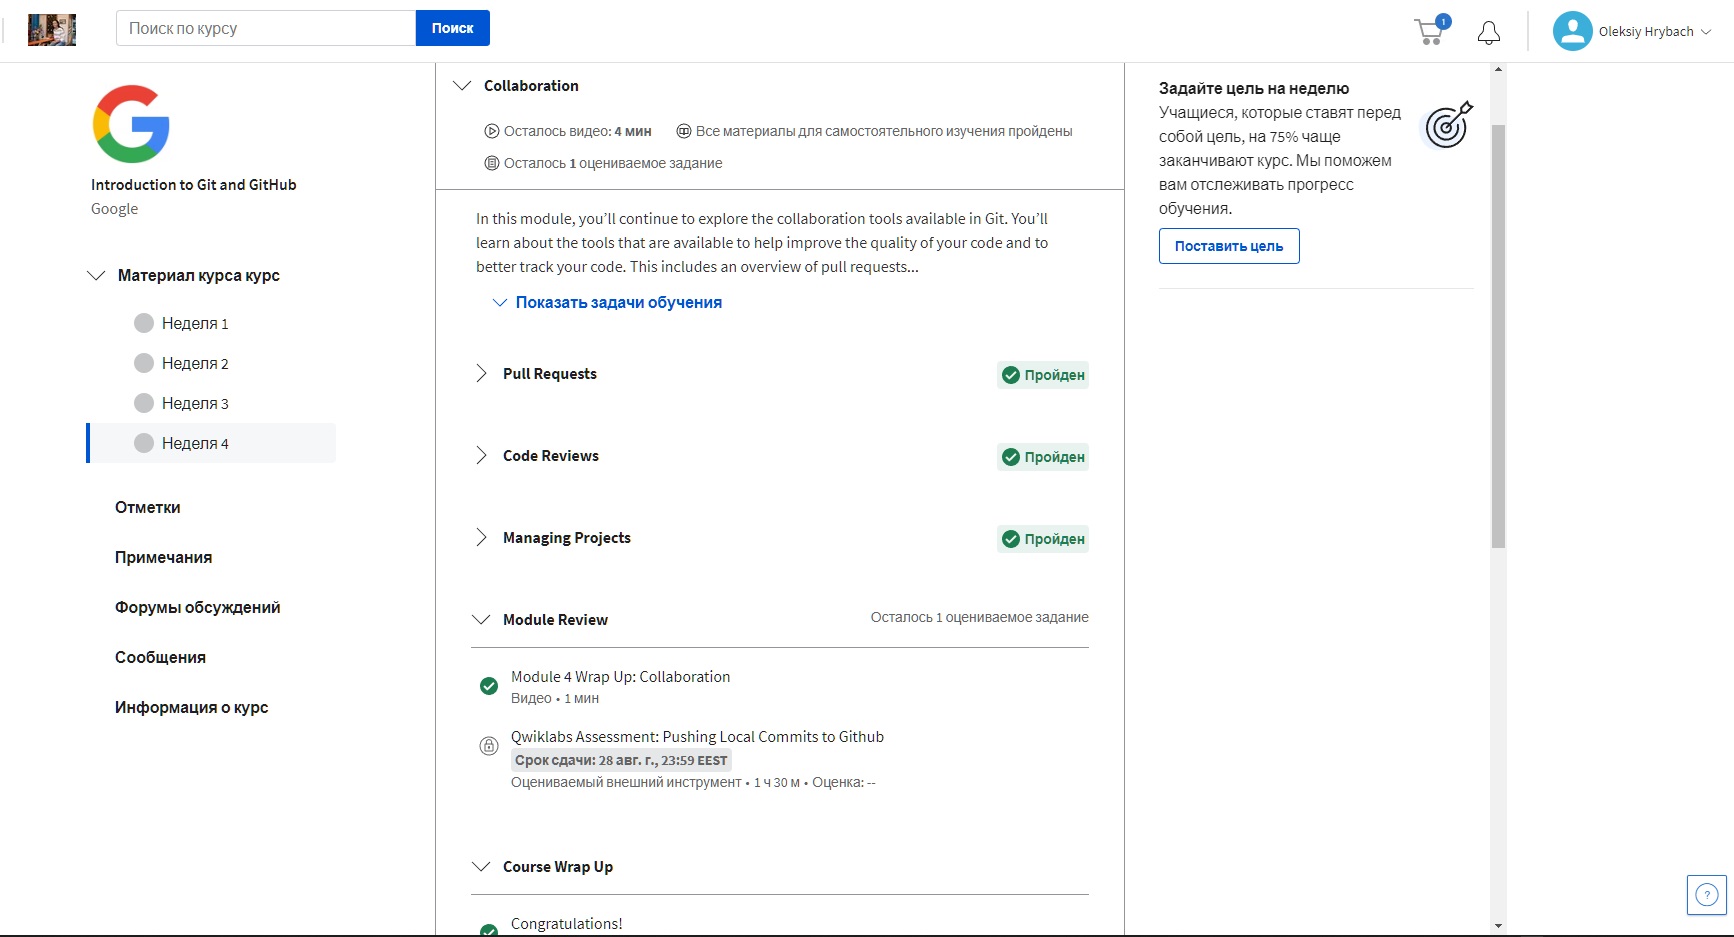 Поиск по курсу
Поиск
1
Oleksiy Hrybach
Introduction to Git and GitHub
Google
Материал курса курс
Неделя 1
Неделя 2
Неделя 3
Неделя 4
Отметки
Примечания
Форумы обсуждений
Сообщения
Информация о курс
Collaboration
Осталось видео: 4 мин
Все материалы для самостоятельного изучения пройдены
Осталось 1 оцениваемое задание
In this module, you’ll continue to explore the collaboration tools available in Git. You’ll
learn about the tools that are available to help improve the quality of your code and to
better track your code. This includes an overview of pull requests...
Показать задачи обучения
Pull Requests
Пройден
Code Reviews
Пройден
Managing Projects
Пройден
Module Review
Осталось 1 оцениваемое задание
Module 4 Wrap Up: Collaboration
Видео • 1 мин
Qwiklabs Assessment: Pushing Local Commits to Github
Срок сдачи: 28 авг. г., 23:59 EEST
Оцениваемый внешний инструмент • 1 ч 30 м • Оценка: --
Course Wrap Up
Congratulations!
Задайте цель на неделю
Учащиеся, которые ставят перед
собой цель, на 75% чаще
заканчивают курс. Мы поможем
вам отслеживать прогресс
обучения.
Поставить цель
?